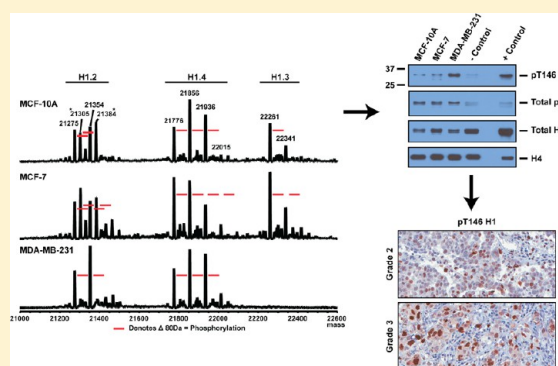 H1.2
H1.4
H1.3
MCF-10A
21275
21305
21354
21384
*
*
21776
21856
21936
22015
22261
22341
MCF-7
MDA-MB-231
21000 21200 21400 21600 21800 22000 22200 22400 22600
mass
Denotes Δ 80Da = Phosphorylation
MCF-10A
MCF-7
MDA-MB-231
- Control
+ Control
37
25
pT146
Total p
Total H
H4
pT146 H1
Grade 2
Grade 3